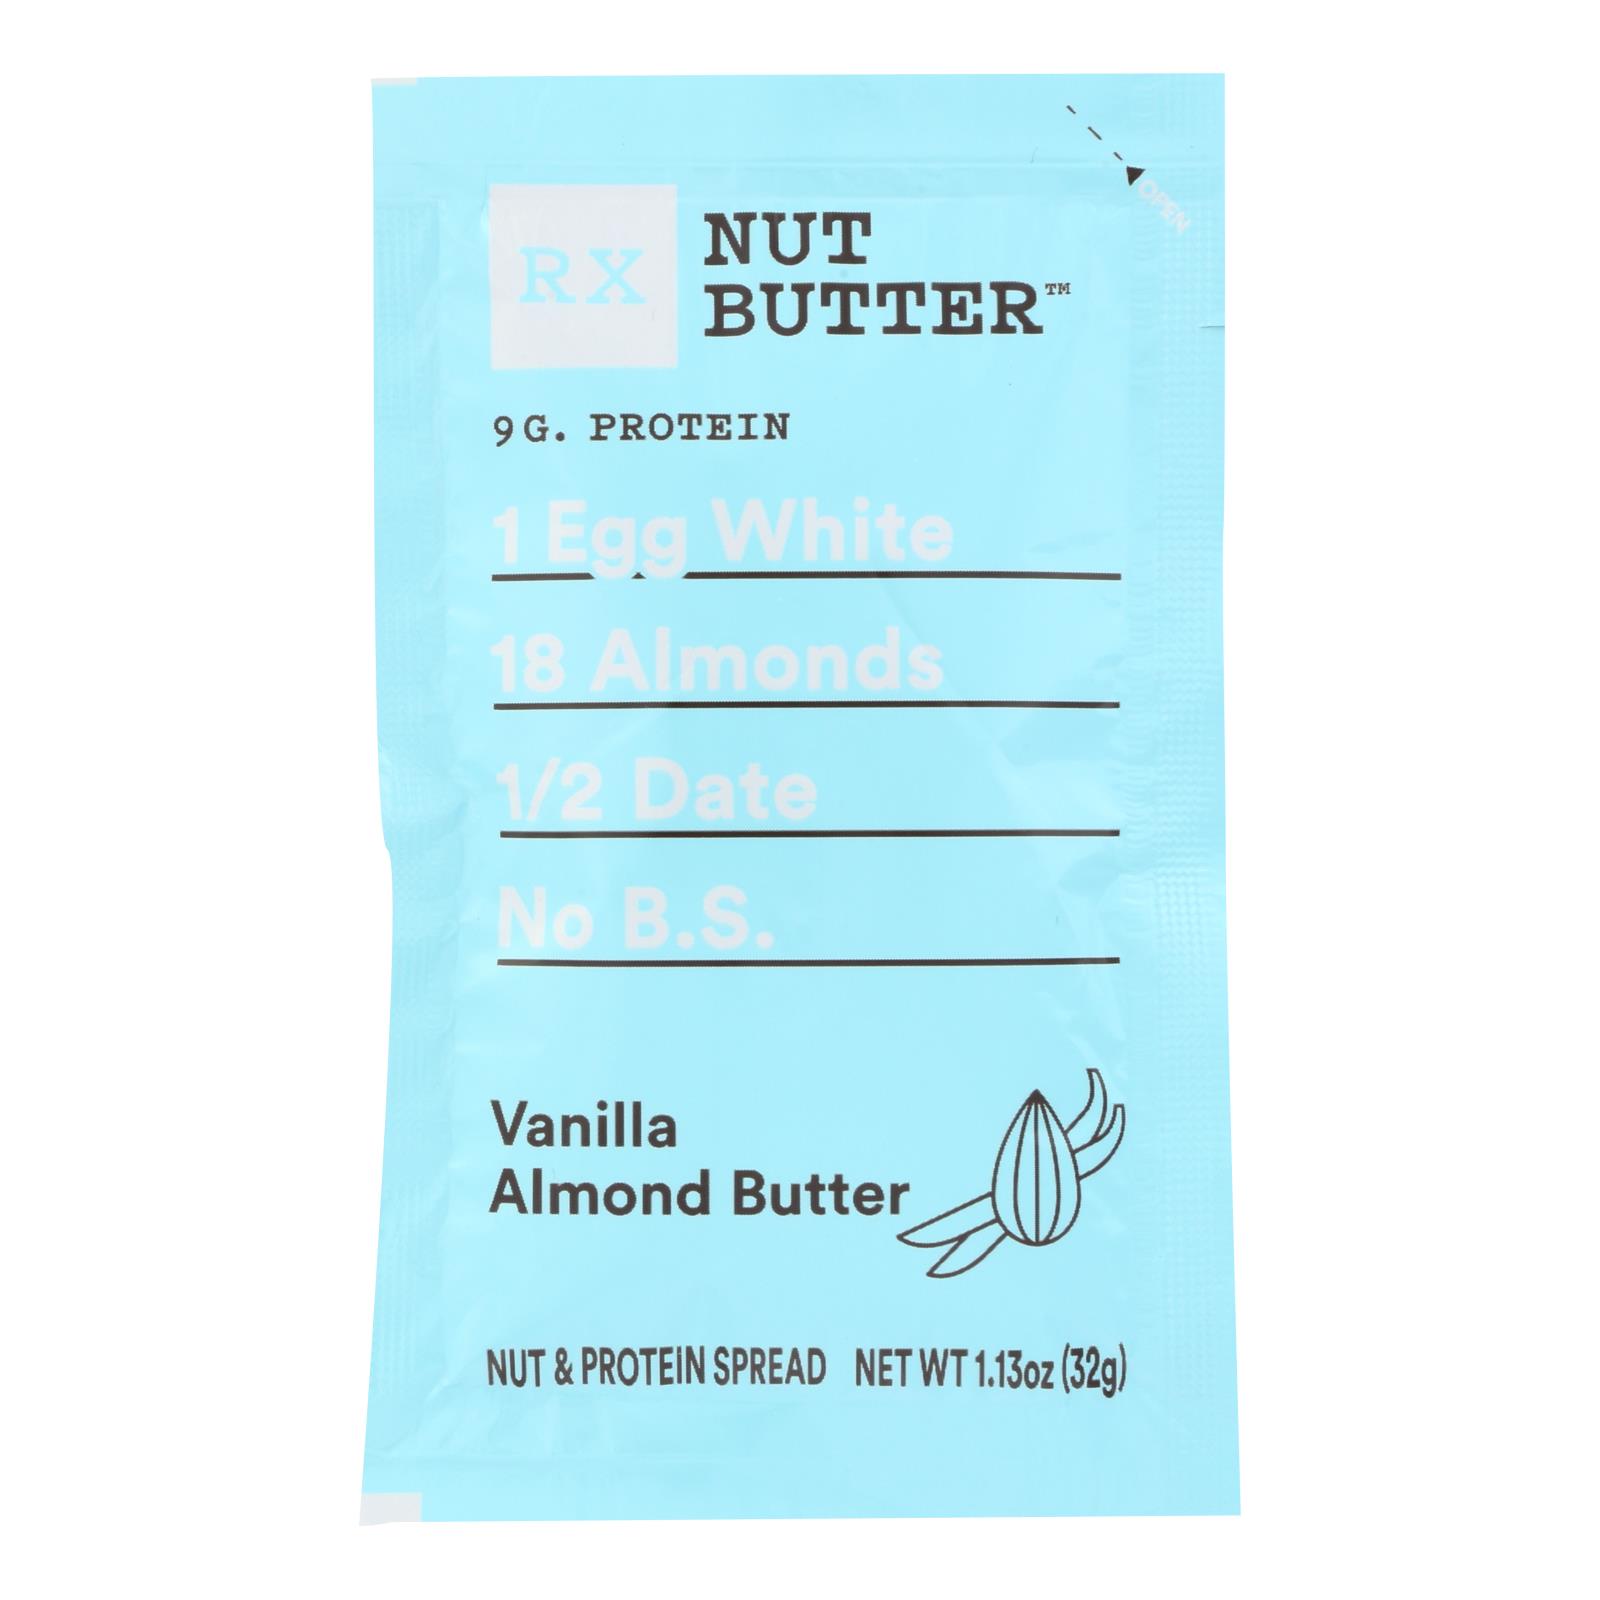 RX
NUT
BUTTER™
OPEN
9G. PROTEIN
1 Egg White
18 Almonds
1/2 Date
No B.S.
Vanilla
Almond Butter
NUT & PROTEIN SPREAD NET WT 1.13oz (32g)